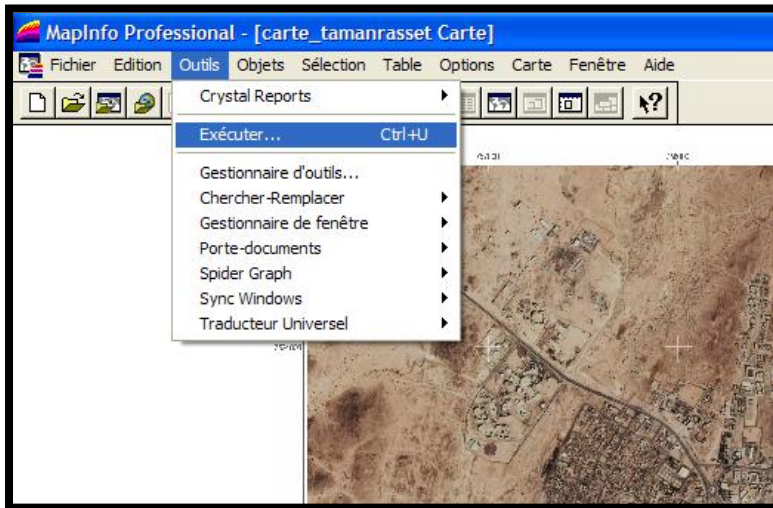 MapInfo Professional - [carte_tamanrasset Carte]
Fichier Edition Outils Objets Sélection Table Options Carte Fenêtre Aide
Crystal Reports
Exécuter... Ctrl+U
Gestionnaire d'outils...
Chercher-Remplacer
Gestionnaire de fenêtre
Porte-documents
Spider Graph
Sync Windows
Traducteur Universel